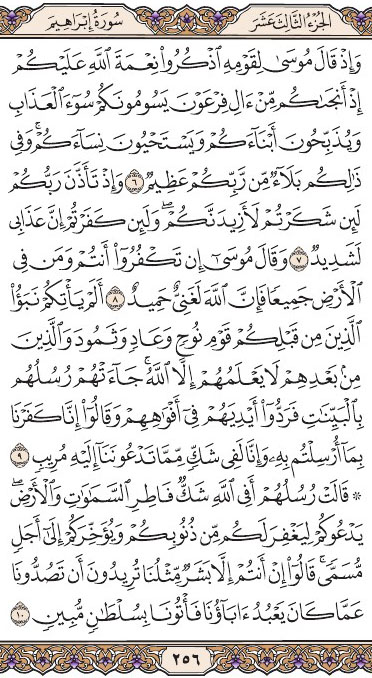 الجزء الثالث عشر سورة إبراهيم
وَإِذْ قَالَ مُوسَىٰ لِقَوْمِهِ ٱذْكُرُوا۟ نِعْمَةَ ٱللَّهِ عَلَيْكُمْ
إِذْ أَنجَىٰكُم مِّنْ ءَالِ فِرْعَوْنَ يَسُومُونَكُمْ سُوٓءَ ٱلْعَذَابِ
وَيُذَبِّحُونَ أَبْنَآءَكُمْ وَيَسْتَحْيُونَ نِسَآءَكُمْ ۚ وَفِى
ذَٰلِكُم بَلَآءٌ مِّن رَّبِّكُمْ عَظِيمٌ ٦ وَإِذْ تَأَذَّنَ رَبُّكُمْ
لَئِن شَكَرْتُمْ لَأَزِيدَنَّكُمْ ۖ وَلَئِن كَفَرْتُمْ إِنَّ عَذَابِى
لَشَدِيدٌ ٧ وَقَالَ مُوسَىٰٓ إِن تَكْفُرُوٓا۟ أَنتُمْ وَمَن فِى
ٱلْأَرْضِ جَمِيعًا فَإِنَّ ٱللَّهَ لَغَنِىٌّ حَمِيدٌ ٨ أَلَمْ يَأْتِكُمْ نَبَؤُا۟
ٱلَّذِينَ مِن قَبْلِكُمْ قَوْمِ نُوحٍ وَعَادٍ وَثَمُودَ ۛ وَٱلَّذِينَ
مِنۢ بَعْدِهِمْ ۛ لَا يَعْلَمُهُمْ إِلَّا ٱللَّهُ ۚ جَآءَتْهُمْ رُسُلُهُم
بِٱلْبَيِّنَٰتِ فَرَدُّوٓا۟ أَيْدِيَهُمْ فِىٓ أَفْوَٰهِهِمْ وَقَالُوٓا۟ إِنَّا كَفَرْنَا
بِمَآ أُرْسِلْتُم بِهِۦ وَإِنَّا لَفِى شَكٍّ مِّمَّا تَدْعُونَنَآ إِلَيْهِ مُرِيبٍ ٩
۞ قَالَتْ رُسُلُهُمْ أَفِى ٱللَّهِ شَكٌّ فَاطِرِ ٱلسَّمَٰوَٰتِ وَٱلْأَرْضِ ۖ
يَدْعُوكُمْ لِيَغْفِرَ لَكُم مِّن ذُنُوبِكُمْ وَيُؤَخِّرَكُمْ إِلَىٰٓ أَجَلٍ
مُّسَمًّى ۚ قَالُوٓا۟ إِنْ أَنتُمْ إِلَّا بَشَرٌ مِّثْلُنَا تُرِيدُونَ أَن تَصُدُّونَا
عَمَّا كَانَ يَعْبُدُ ءَابَآؤُنَا فَأْتُونَا بِسُلْطَٰنٍ مُّبِينٍ ١٠
٢٥٦